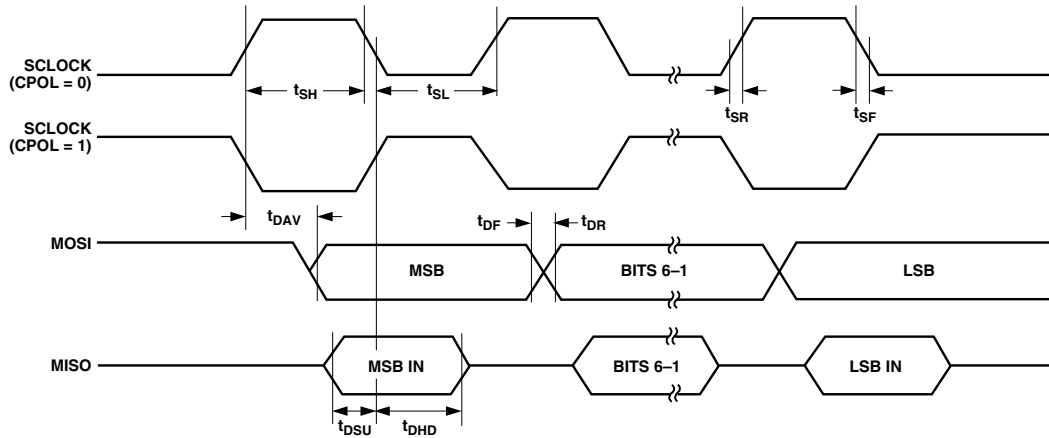 SCLOCK
(CPOL = 0)
tSH
tSL
tSR
tSF
SCLOCK
(CPOL = 1)
tDAV
tDF
tDR
MOSI
MSB
BITS 6–1
LSB
MISO
MSB IN
BITS 6–1
LSB IN
tDSU
tDHD